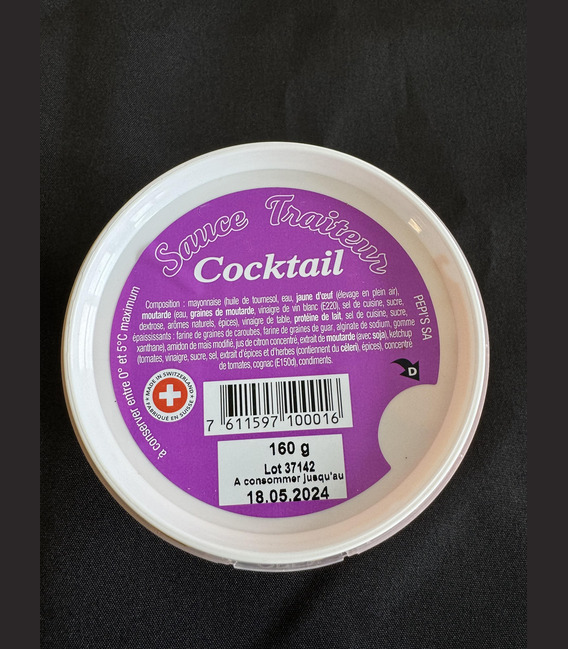 Sauce Traiteur
Cocktail
Composition : mayonnaise (huile de tournesol, eau, jaune d'œuf (élevage en plein air),
moutarde (eau, graines de moutarde, vinaigre de vin blanc (E220), sel de cuisine, sucre,
dextrose, arômes naturels, épices), vinaigre de table, protéine de lait, sel de cuisine, sucre,
épaississants : farine de graines de caroubes, farine de graines de guar, alginate de sodium, gomme
xanthane), amidon de maïs modifié, jus de citron concentré, extrait de moutarde (avec soja), ketchup
(tomates, vinaigre, sucre, sel, extrait d'épices et d'herbes (contiennent du céleri), épices), concentré
de tomates, cognac (E150d), condiments.
PEPI'S SA
à conserver entre 0° et 5°C maximum
MADE IN SWITZERLAND
FABRIQUÉ EN SUISSE
D
7 611597 100016
160 g
Lot 37142
A consommer jusqu'au
18.05.2024